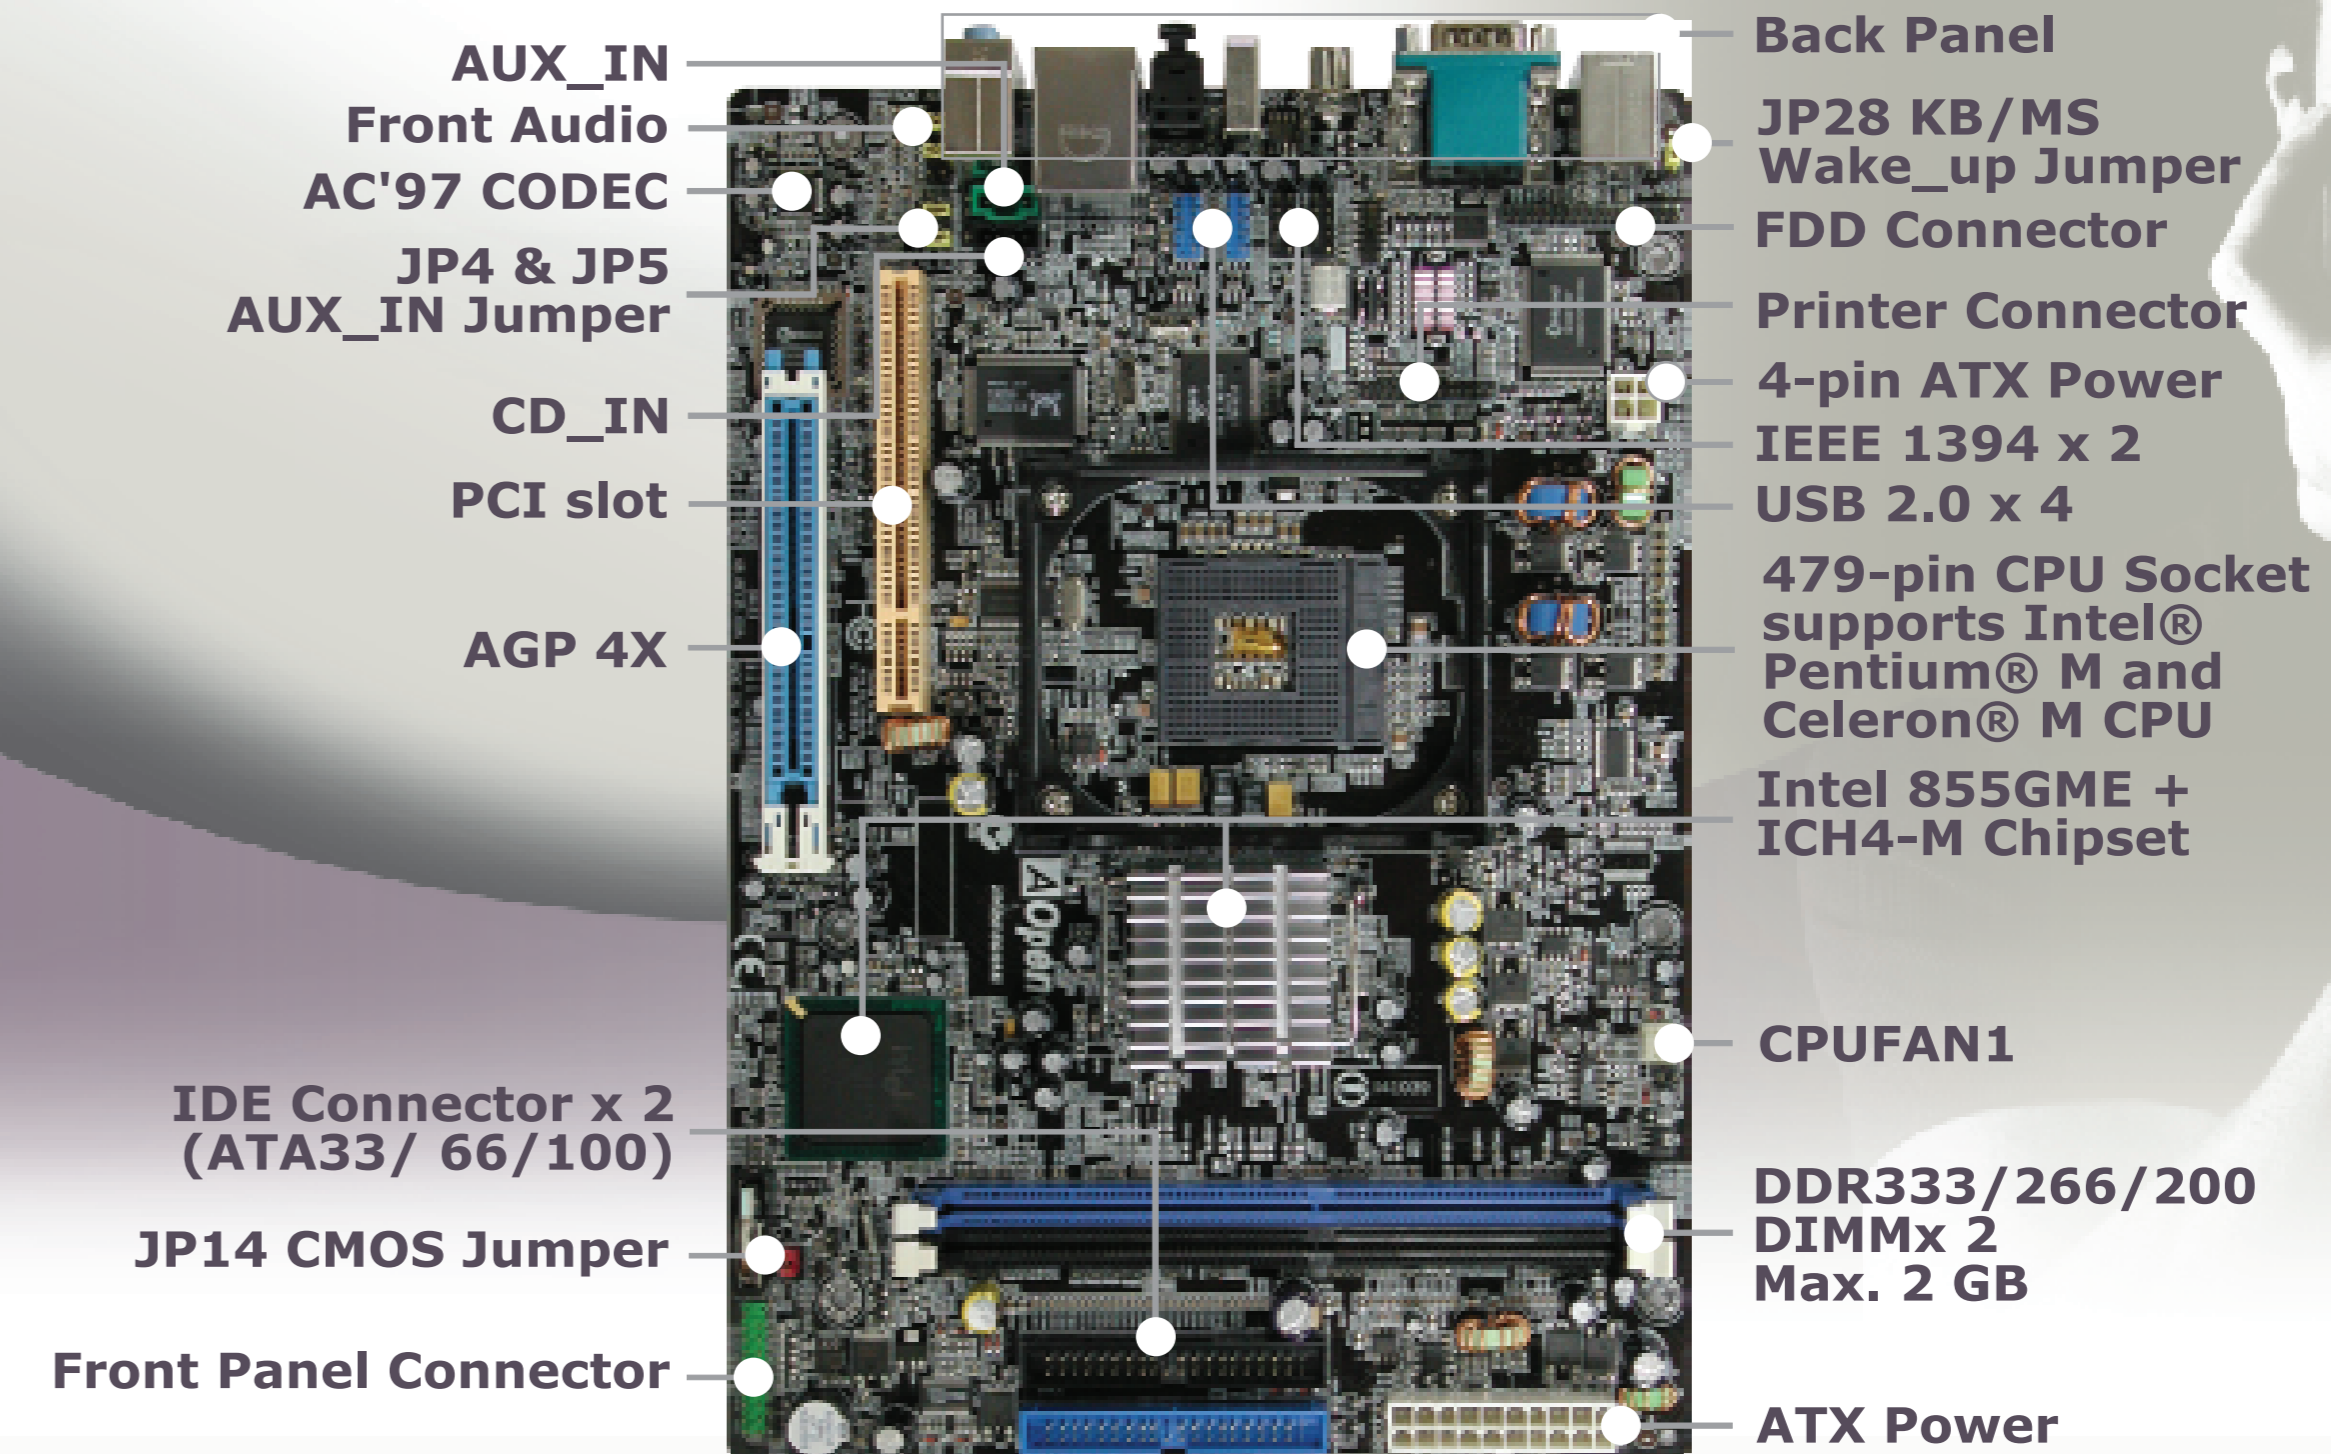 AUX_IN
Front Audio
AC'97 CODEC
JP4 & JP5
AUX_IN Jumper
CD_IN
PCI slot
AGP 4X
IDE Connector x 2
(ATA33/ 66/100)
JP14 CMOS Jumper
Front Panel Connector
Back Panel
JP28 KB/MS
Wake_up Jumper
FDD Connector
Printer Connector
4-pin ATX Power
IEEE 1394 x 2
USB 2.0 x 4
479-pin CPU Socket
supports Intel®
Pentium® M and
Celeron® M CPU
Intel 855GME +
ICH4-M Chipset
CPUFAN1
DDR333/266/200
DIMMx 2
Max. 2 GB
ATX Power
AOpen
CE